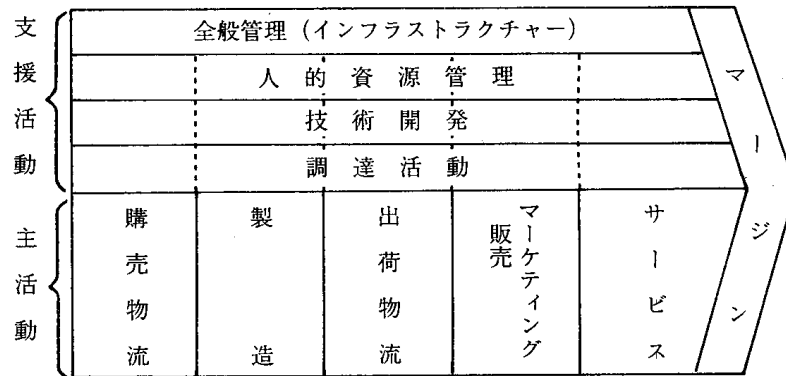 支援活動
全般管理（インフラストラクチャー）
人的資源管理
技術開発
調達活動
主活動
購買物流
製造
出荷物流
マーケティング
販売
サービス
マージン